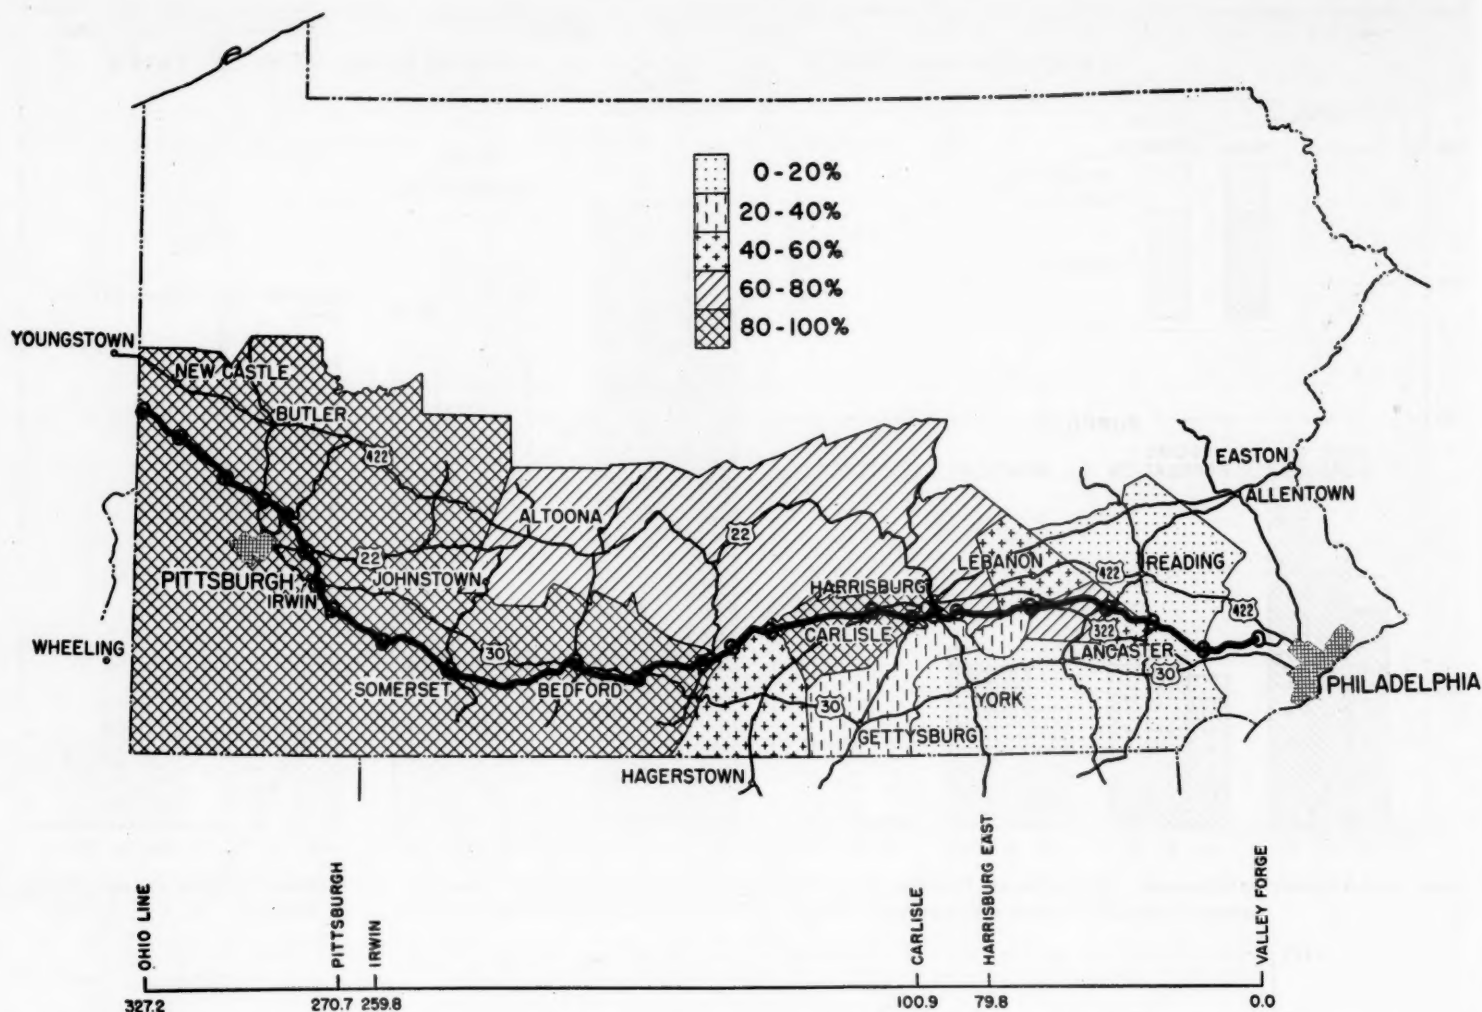 0-20%
20-40%
40-60%
60-80%
80-100%
YOUNGSTOWN
NEW CASTLE
BUTLER
422
EASTON
ALLENTOWN
ALTOONA
22
22
PITTSBURGH
IRWIN
JOHNSTOWN
LEBANON
READING
422
HARRISBURG
422
WHEELING
30
CARLISLE
322
LANCASTER
30
SOMERSET
BEDFORD
30
YORK
PHILADELPHIA
GETTYSBURG
HAGERSTOWN
OHIO LINE
PITTSBURGH
IRWIN
CARLISLE
HARRISBURG EAST
VALLEY FORGE
327.2
270.7
259.8
100.9
79.8
0.0